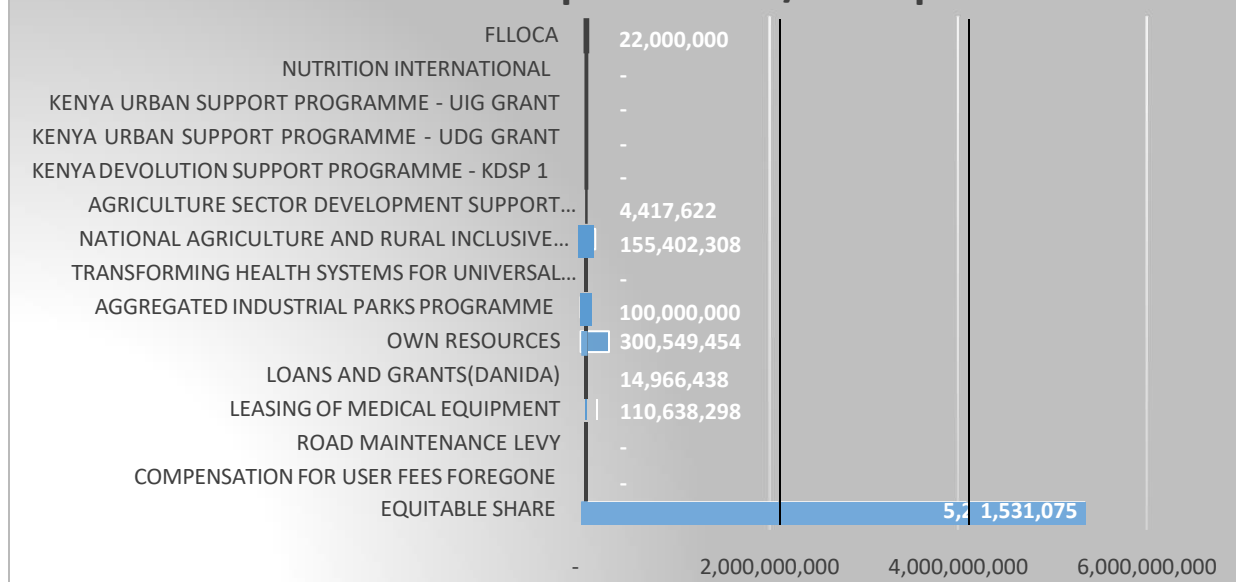 FLLOCA 22,000,000
NUTRITION INTERNATIONAL -
KENYA URBAN SUPPORT PROGRAMME - UIG GRANT -
KENYA URBAN SUPPORT PROGRAMME - UDG GRANT -
KENYA DEVOLUTION SUPPORT PROGRAMME - KDSP 1 -
AGRICULTURE SECTOR DEVELOPMENT SUPPORT... 4,417,622
NATIONAL AGRICULTURE AND RURAL INCLUSIVE... 155,402,308
TRANSFORMING HEALTH SYSTEMS FOR UNIVERSAL... -
AGGREGATED INDUSTRIAL PARKS PROGRAMME 100,000,000
OWN RESOURCES 300,549,454
LOANS AND GRANTS(DANIDA) 14,966,438
LEASING OF MEDICAL EQUIPMENT 110,638,298
ROAD MAINTENANCE LEVY -
COMPENSATION FOR USER FEES FOREGONE -
EQUITABLE SHARE
- 2,000,000,000 4,000,000,000 6,000,000,000